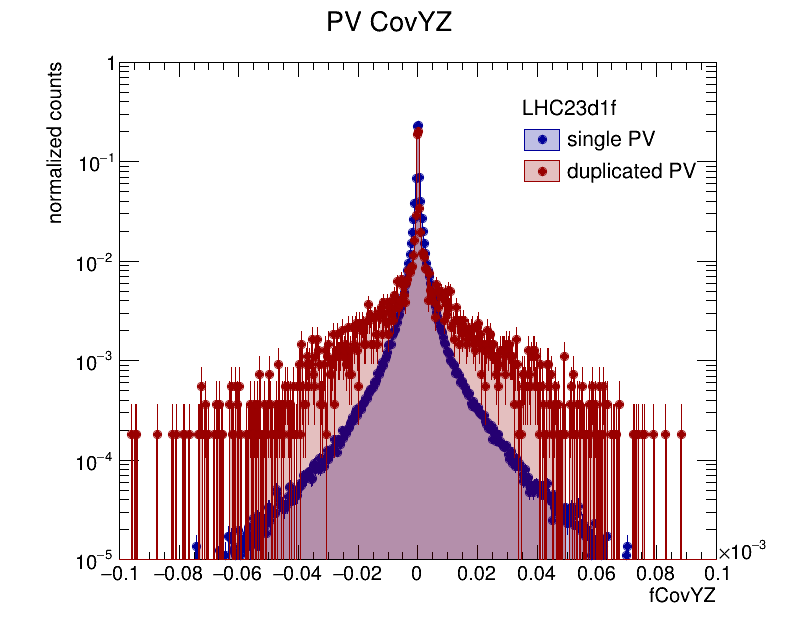 PV CovYZ
normalized counts
1
10⁻¹
10⁻²
10⁻³
10⁻⁴
10⁻⁵
LHC23d1f
single PV
duplicated PV
−0.1 −0.08 −0.06 −0.04 −0.02 0 0.02 0.04 0.06 0.08 0.1
×10⁻³
fCovYZ